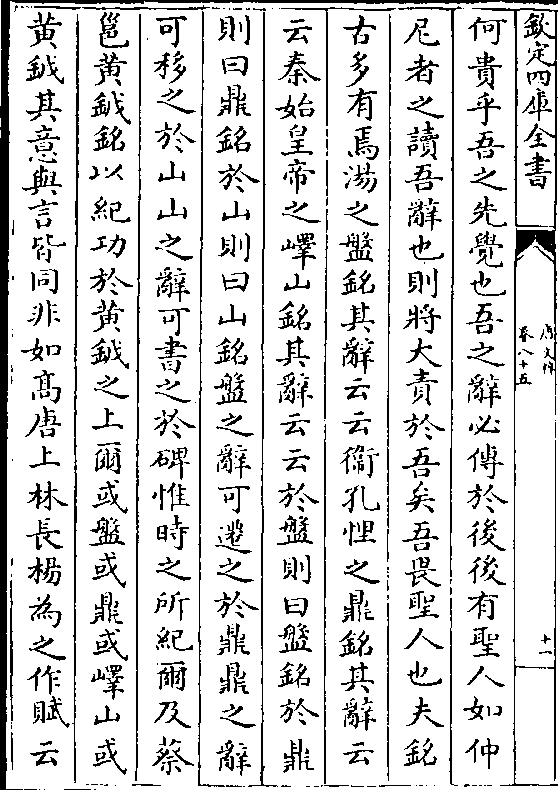 欽定四庫全書
唐文粹
卷八十五
十一
何貴乎吾之先覺也吾之辭必傳於後後有聖人如仲
尼者之讀吾辭也則將大責於吾矣吾畏聖人也夫銘
古多有焉湯之盤銘其辭云云衞孔悝之鼎銘其辭云
云秦始皇帝之嶧山銘其辭云云於盤則曰盤銘於鼎
則曰鼎銘於山則曰山銘盤之辭可遷之於鼎鼎之辭
可移之於山山之辭可書之於碑惟時之所紀爾及蔡
邕黄鉞銘以紀功於黄鉞之上爾或盤或鼎或嶧山或
黄鉞其意與言皆同非如髙唐上林長楊為之作賦云